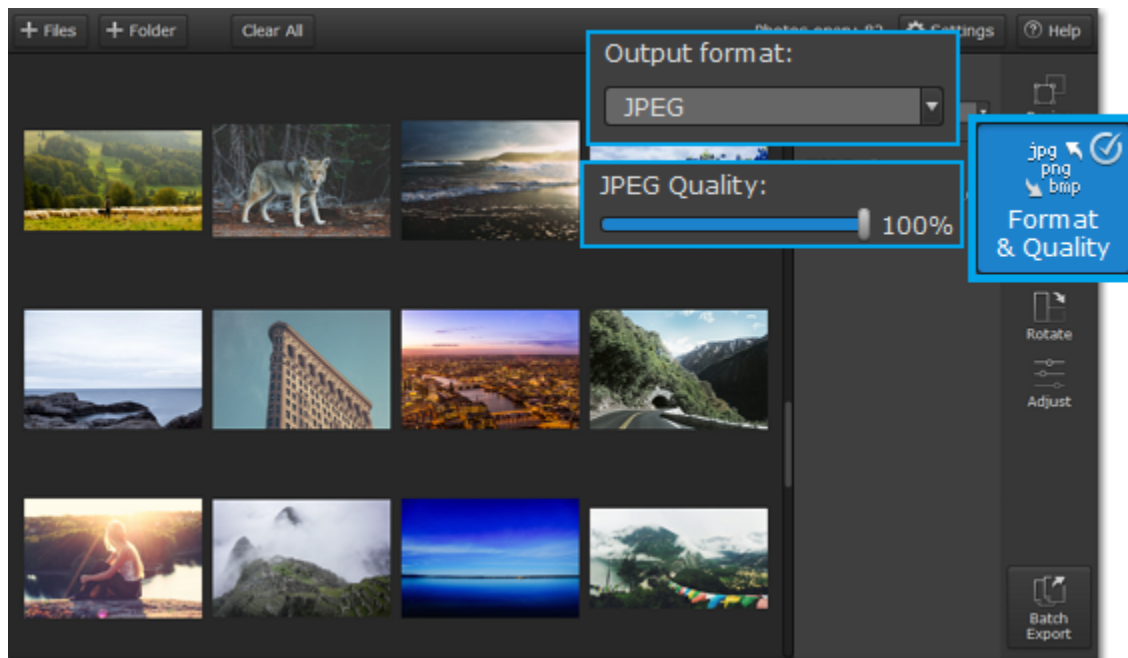 + Files
+ Folder
Clear All
Settings
? Help
Output format:
JPEG
JPEG Quality:
100%
jpg
png
bmp
Format
& Quality
Rotate
Adjust
Batch
Export